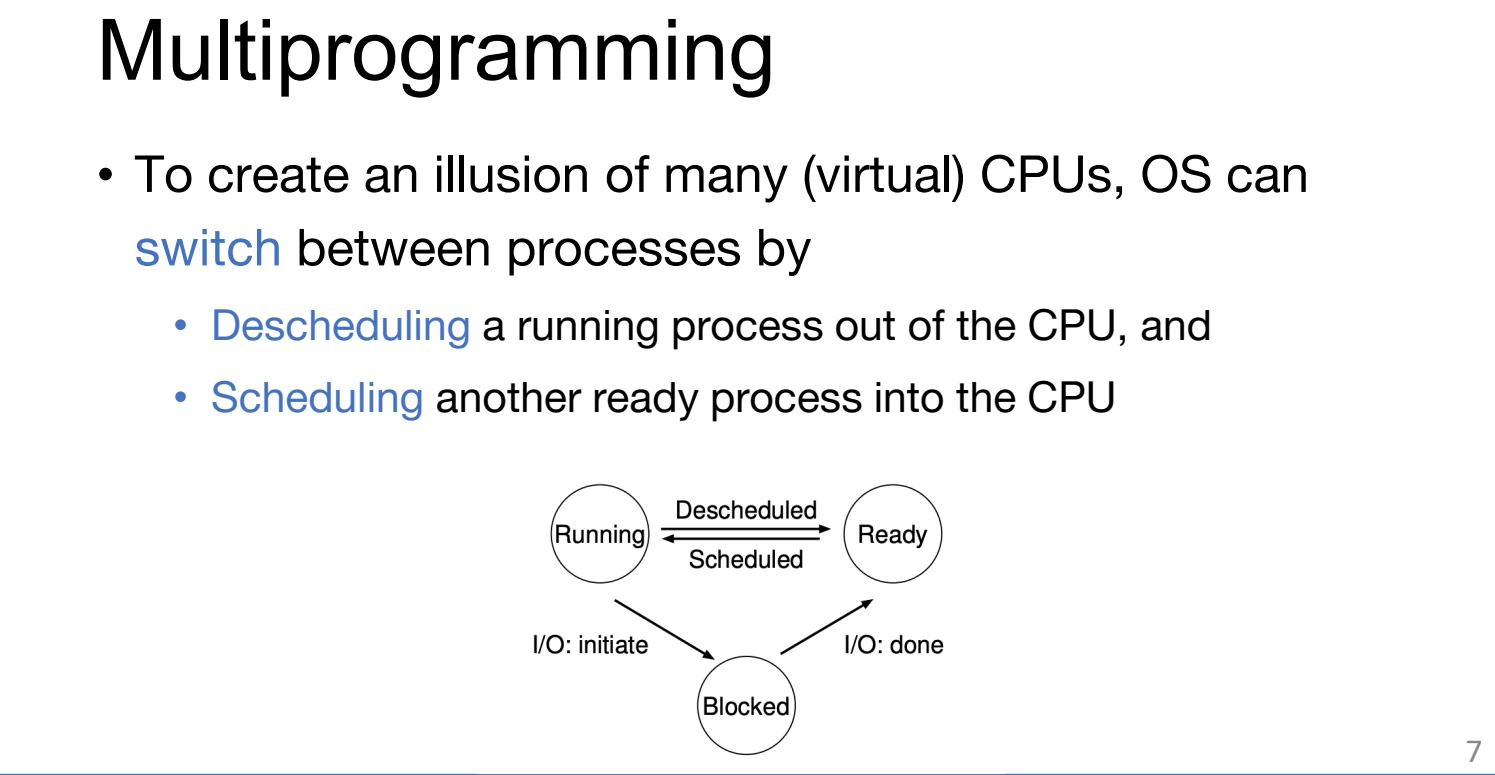 Multiprogramming
• To create an illusion of many (virtual) CPUs, OS can
switch between processes by
• Descheduling a running process out of the CPU, and
• Scheduling another ready process into the CPU
Descheduled
Running
Ready
Scheduled
I/O: initiate
I/O: done
Blocked
7